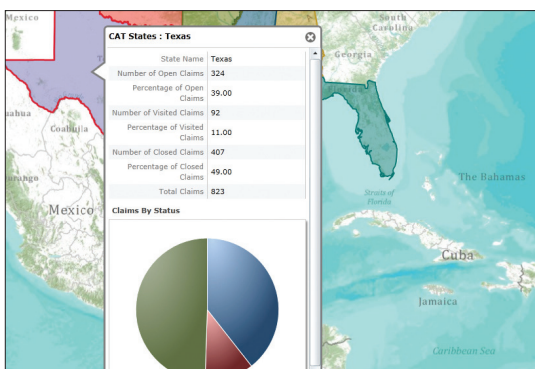 Mexico
South
Carolina
CAT States : Texas
State Name Texas
Georgia
Number of Open Claims 324
Percentage of Open
Claims 39.00
Florida
Number of Visited Claims 92
Percentage of Visited
Claims 11.00
Coahuila
Number of Closed Claims 407
Percentage of Closed
Claims 49.00
The Bahamas
Total Claims 823
Straits of
Florida
Mexico
Claims By Status
Cuba
Jamaica
Caribbean Sea